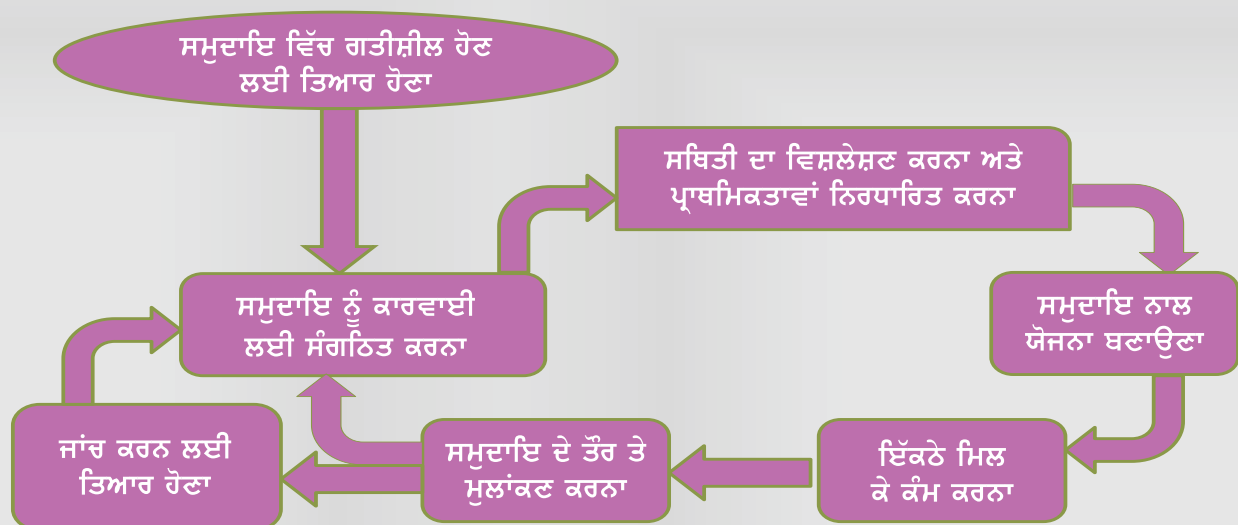 ਸਮੁਦਾਇ ਵਿੱਚ ਗਤੀਸ਼ੀਲ ਹੋਣ
ਲਈ ਤਿਆਰ ਹੋਣਾ
ਸਥਿਤੀ ਦਾ ਵਿਸ਼ਲੇਸ਼ਣ ਕਰਨਾ ਅਤੇ
ਪ੍ਰਾਥਮਿਕਤਾਵਾਂ ਨਿਰਧਾਰਿਤ ਕਰਨਾ
ਸਮੁਦਾਇ ਨੂੰ ਕਾਰਵਾਈ
ਲਈ ਸੰਗਠਿਤ ਕਰਨਾ
ਸਮੁਦਾਇ ਨਾਲ
ਯੋਜਨਾ ਬਣਾਉਣਾ
ਜਾਂਚ ਕਰਨ ਲਈ
ਤਿਆਰ ਹੋਣਾ
ਸਮੁਦਾਇ ਦੇ ਤੌਰ ਤੇ
ਮੁਲਾਂਕਣ ਕਰਨਾ
ਇੱਕਠੇ ਮਿਲ
ਕੇ ਕੰਮ ਕਰਨਾ